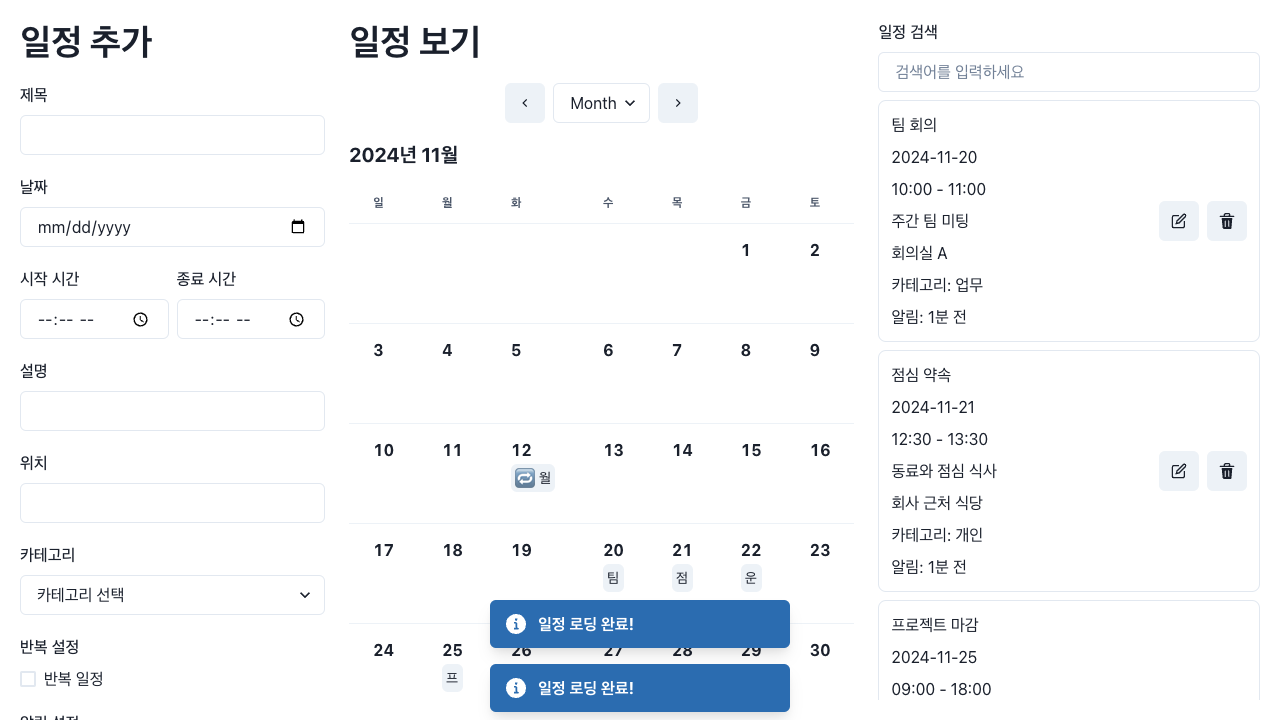 일정 추가
제목
날짜
mm/dd/yyyy
시작 시간 종료 시간
--:-- -- --:-- --
설명
위치
카테고리
카테고리 선택
반복 설정
반복 일정
알림 설정
일정 보기
Month
2024년 11월
일 월 화 수 목 금 토
1 2
3 4 5 6 7 8 9
10 11 12 13 14 15 16
월
17 18 19 20 21 22 23
팀 점 운
24 25 26 27 28 29 30
프
일정 로딩 완료!
일정 로딩 완료!
일정 검색
검색어를 입력하세요
팀 회의
2024-11-20
10:00 - 11:00
주간 팀 미팅
회의실 A
카테고리: 업무
알림: 1분 전
점심 약속
2024-11-21
12:30 - 13:30
동료와 점심 식사
회사 근처 식당
카테고리: 개인
알림: 1분 전
프로젝트 마감
2024-11-25
09:00 - 18:00